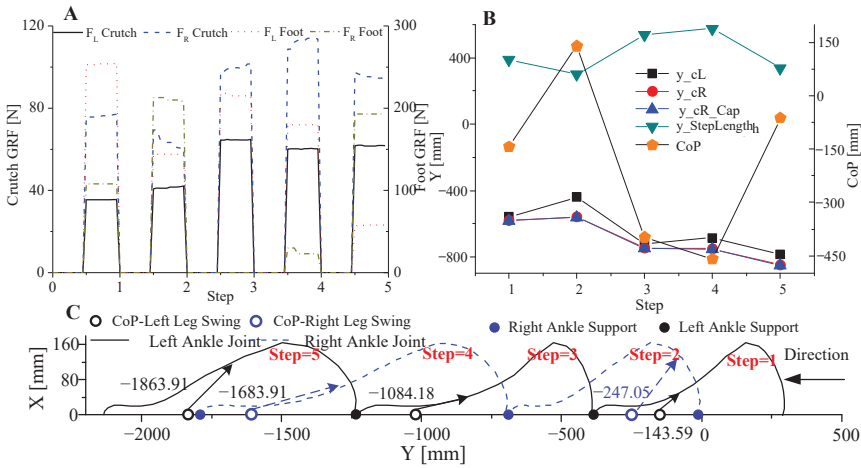 A
F_L Crutch F_R Crutch F_L Foot F_R Foot
120
80
40
0
Crutch GRF [N]
300
200
100
0
Foot GRF [N]
0 1 2 3 4 5
Step
B
400
0
−400
−800
Y [mm]
150
0
−150
−300
−450
CoP [mm]
y_cL
y_cR
y_cR_Cap
y_StepLength_h
CoP
1 2 3 4 5
Step
C
CoP-Left Leg Swing CoP-Right Leg Swing Right Ankle Support Left Ankle Support
Left Ankle Joint Right Ankle Joint
160
80
0
X [mm]
Step=5 Step=4 Step=3 Step=2 Step=1 Direction
−1863.91 −1683.91 −1084.18 −247.05 −143.59
−2000 −1500 −1000 −500 0 500
Y [mm]